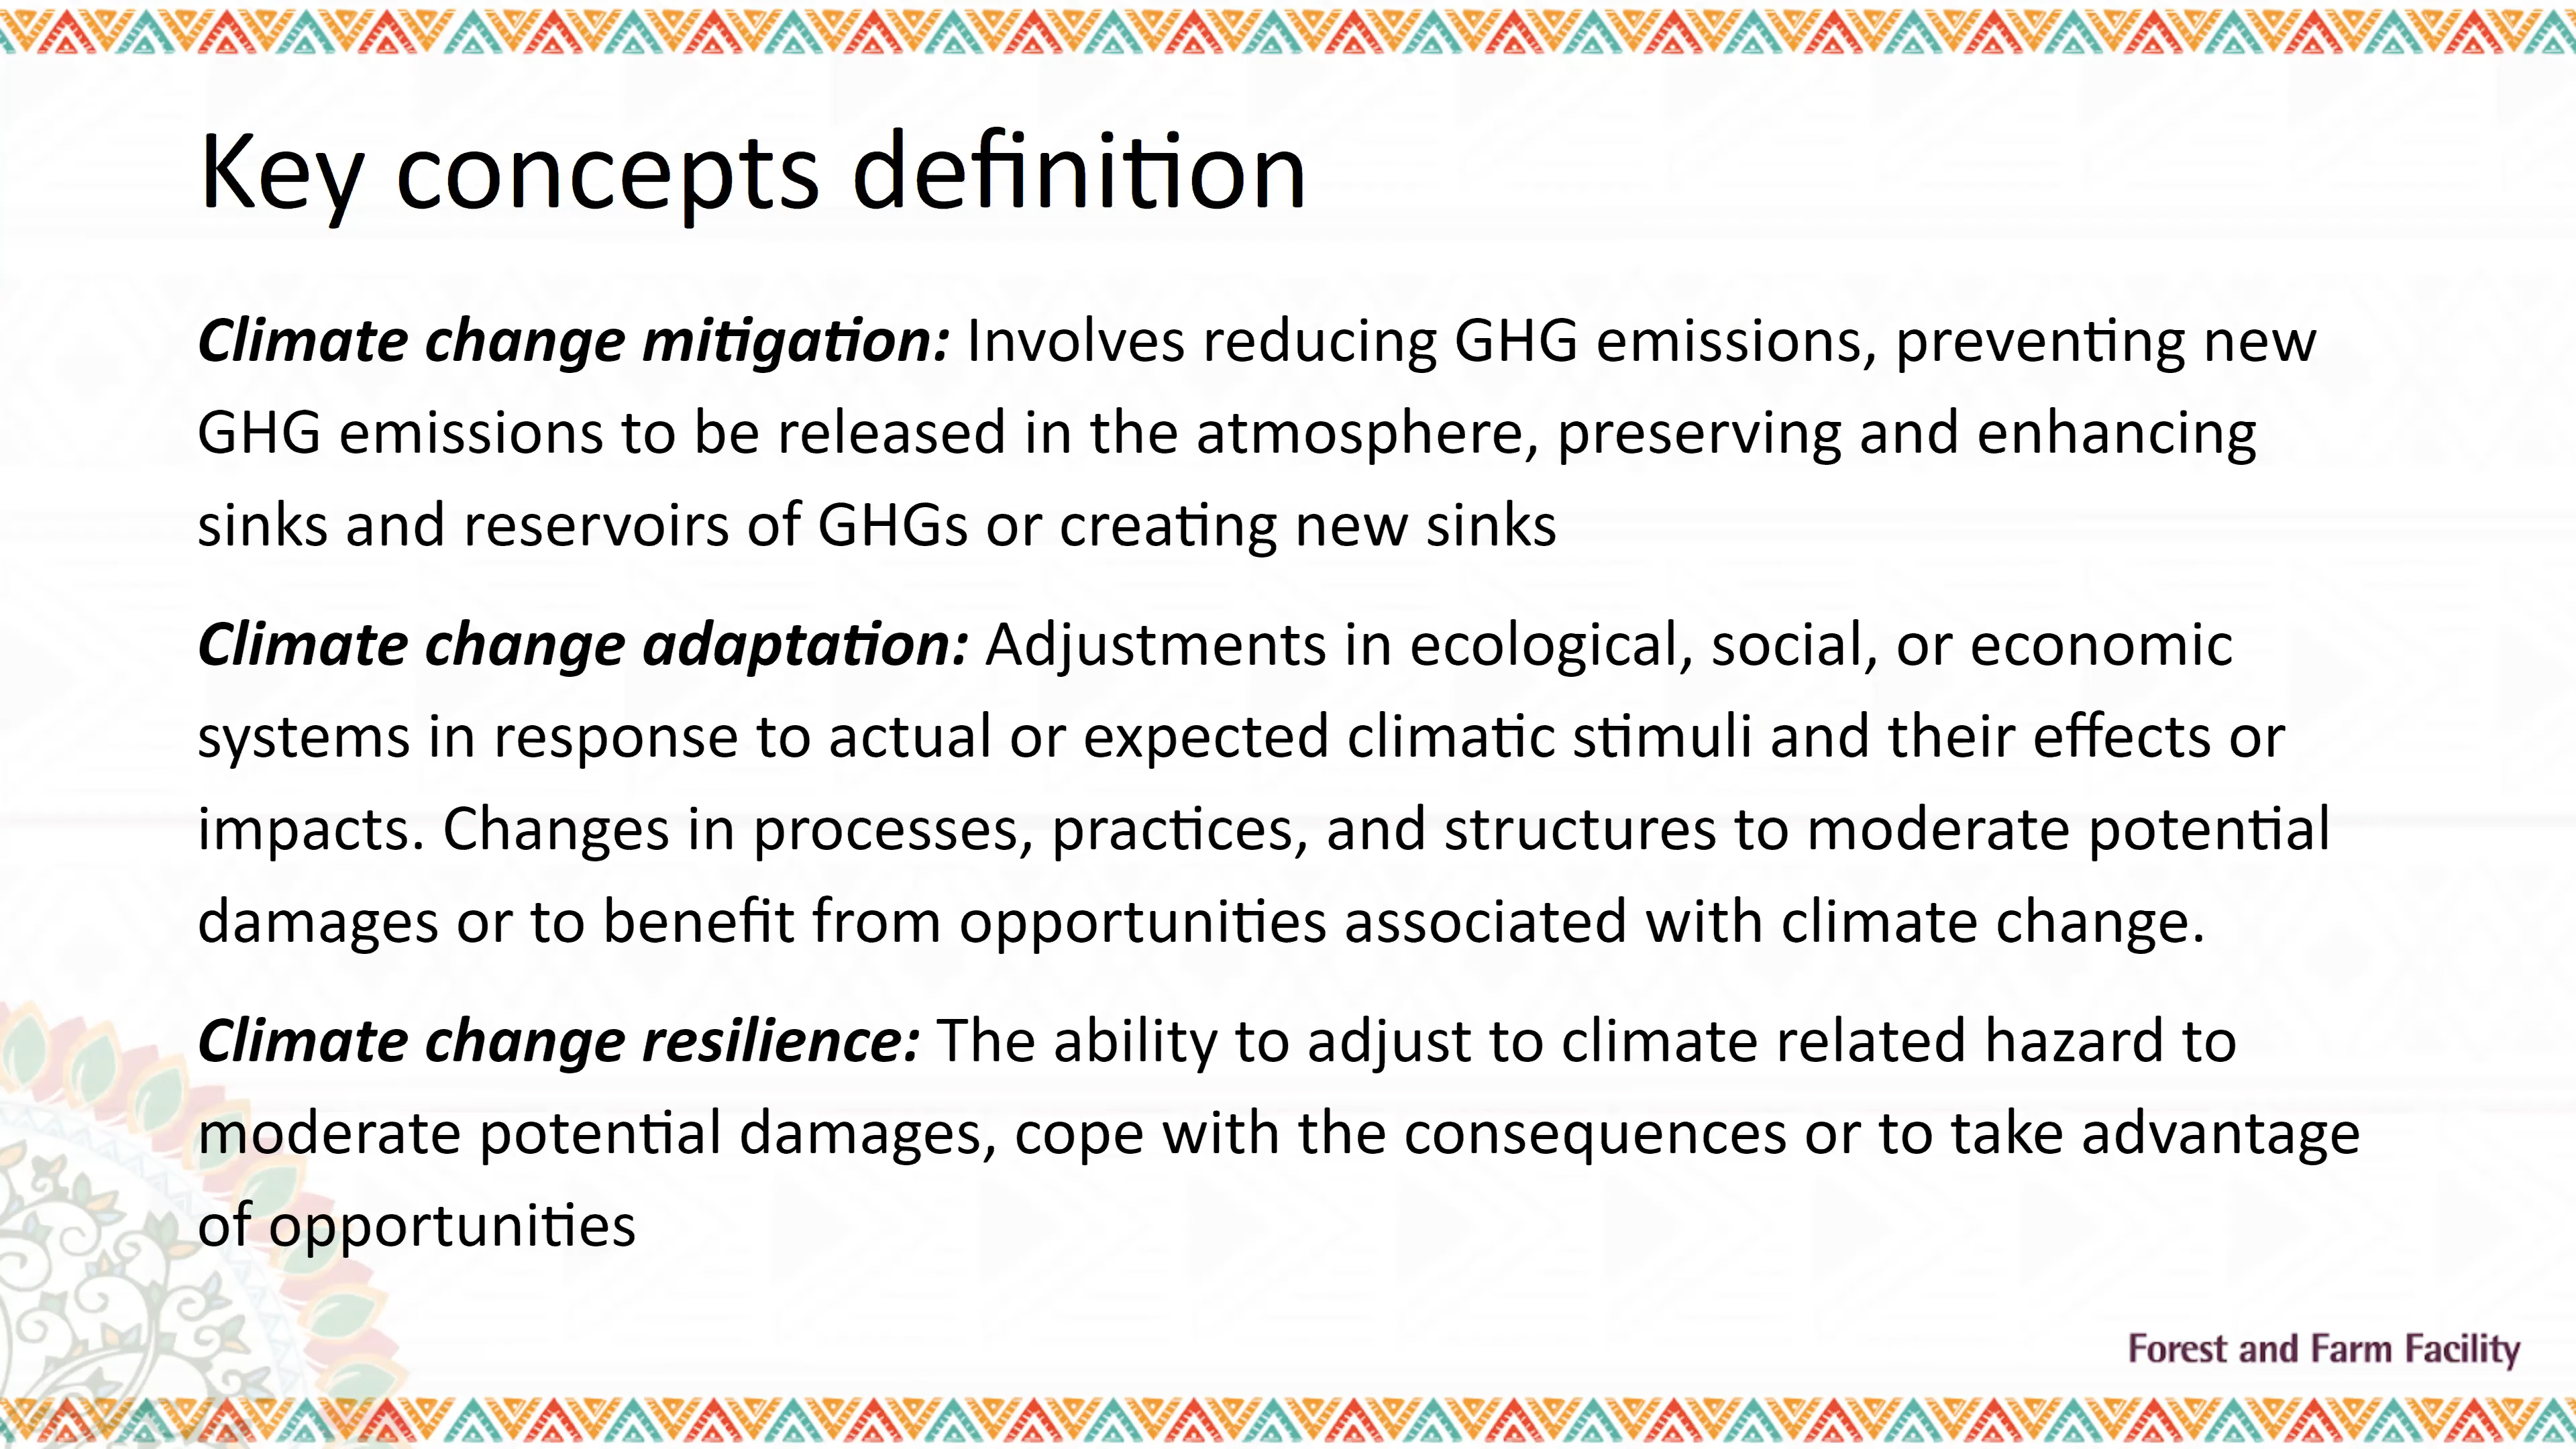 Key concepts definition
Climate change mitigation: Involves reducing GHG emissions, preventing new
GHG emissions to be released in the atmosphere, preserving and enhancing
sinks and reservoirs of GHGs or creating new sinks
Climate change adaptation: Adjustments in ecological, social, or economic
systems in response to actual or expected climatic stimuli and their effects or
impacts. Changes in processes, practices, and structures to moderate potential
damages or to benefit from opportunities associated with climate change.
Climate change resilience: The ability to adjust to climate related hazard to
moderate potential damages, cope with the consequences or to take advantage
of opportunities
Forest and Farm Facility